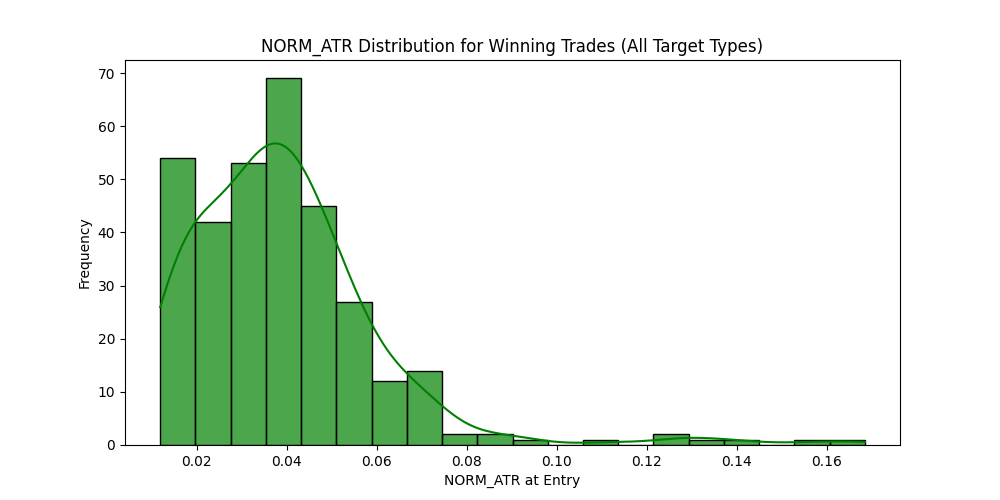 NORM_ATR Distribution for Winning Trades (All Target Types)
70
60
50
40
30
20
10
0
Frequency
0.02 0.04 0.06 0.08 0.10 0.12 0.14 0.16
NORM_ATR at Entry